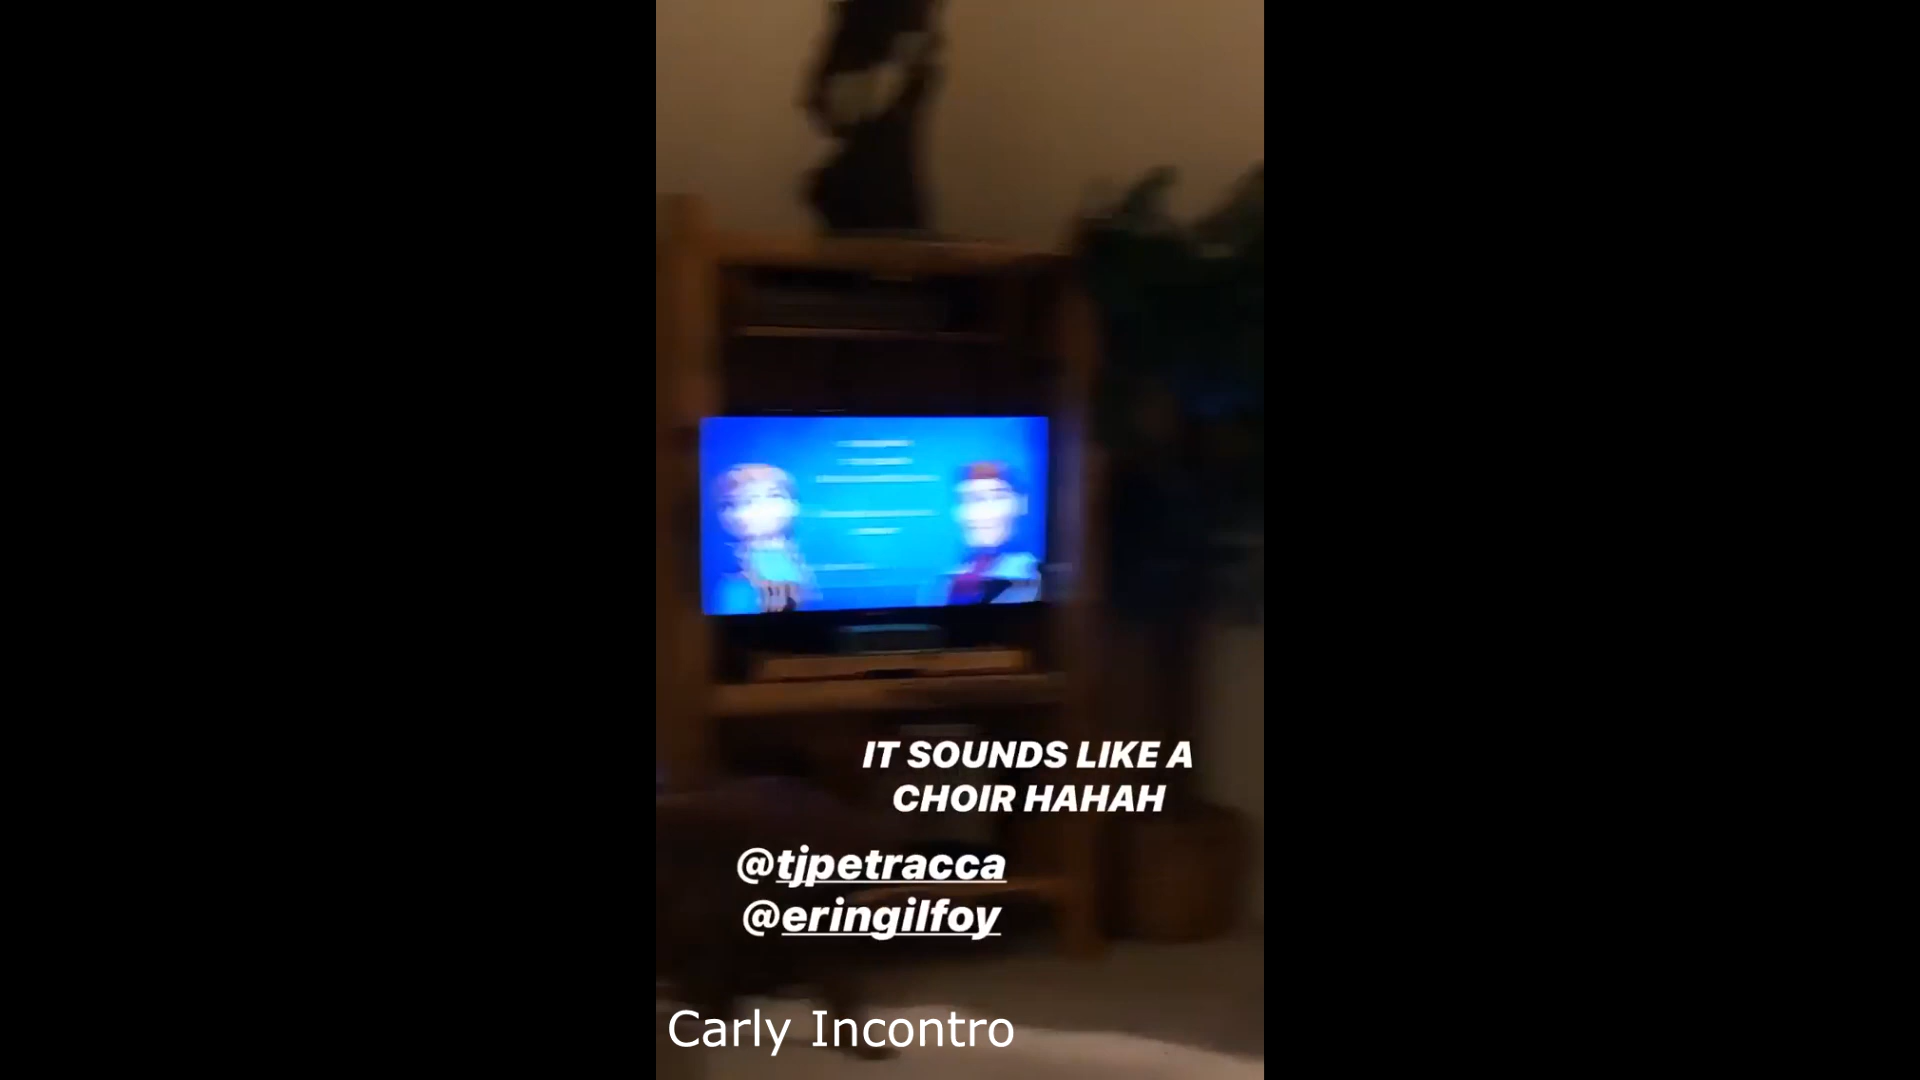 IT SOUNDS LIKE A
CHOIR HAHAH
@tjpetracca
@eringilfoy
Carly Incontro